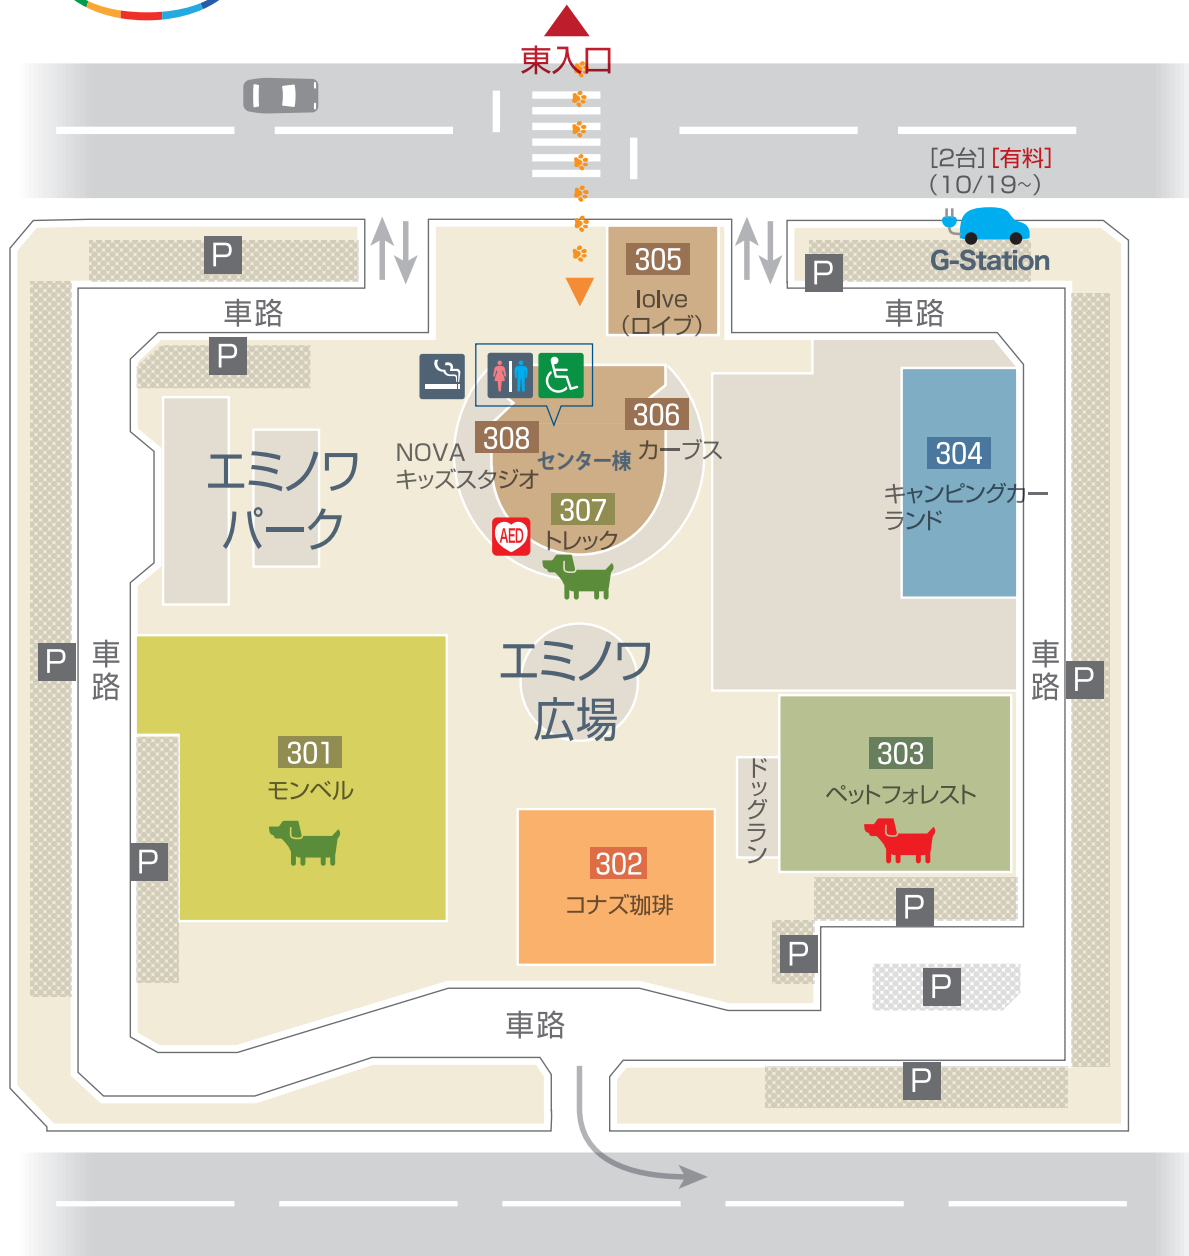 東入口
[2台] [有料]
(10/19~)
G-Station
P
P
305
Iolve
(ロイブ)
車路
車路
P
308
306
NOVA
キッズスタジオ
センター棟
カーブス
304
キャンピングカー
ランド
エミノワ
パーク
307
トレック
AED
エミノワ
広場
P
車路
車路
P
301
モンベル
ドッグラン
303
ペットフォレスト
P
302
コナズ珈琲
P
P
P
車路
P